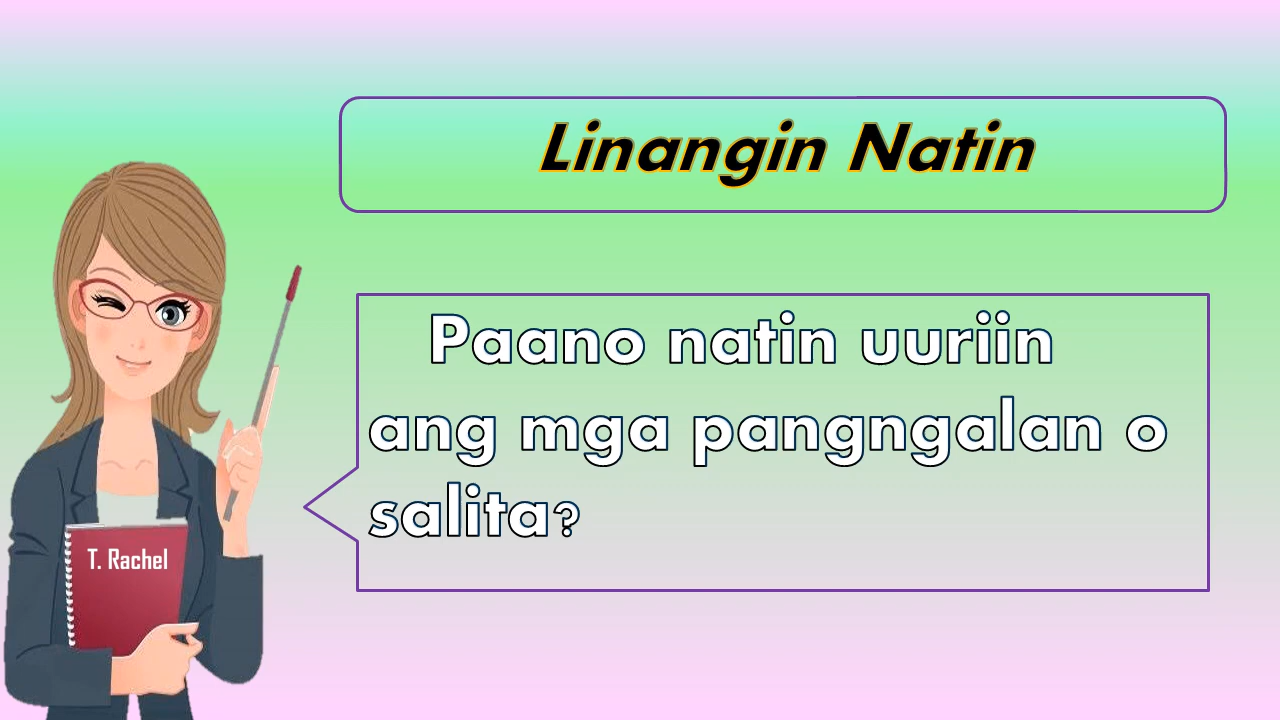 Linangin Natin
Paano natin uuriin
ang mga pangngalan o
salita?
T. Rachel